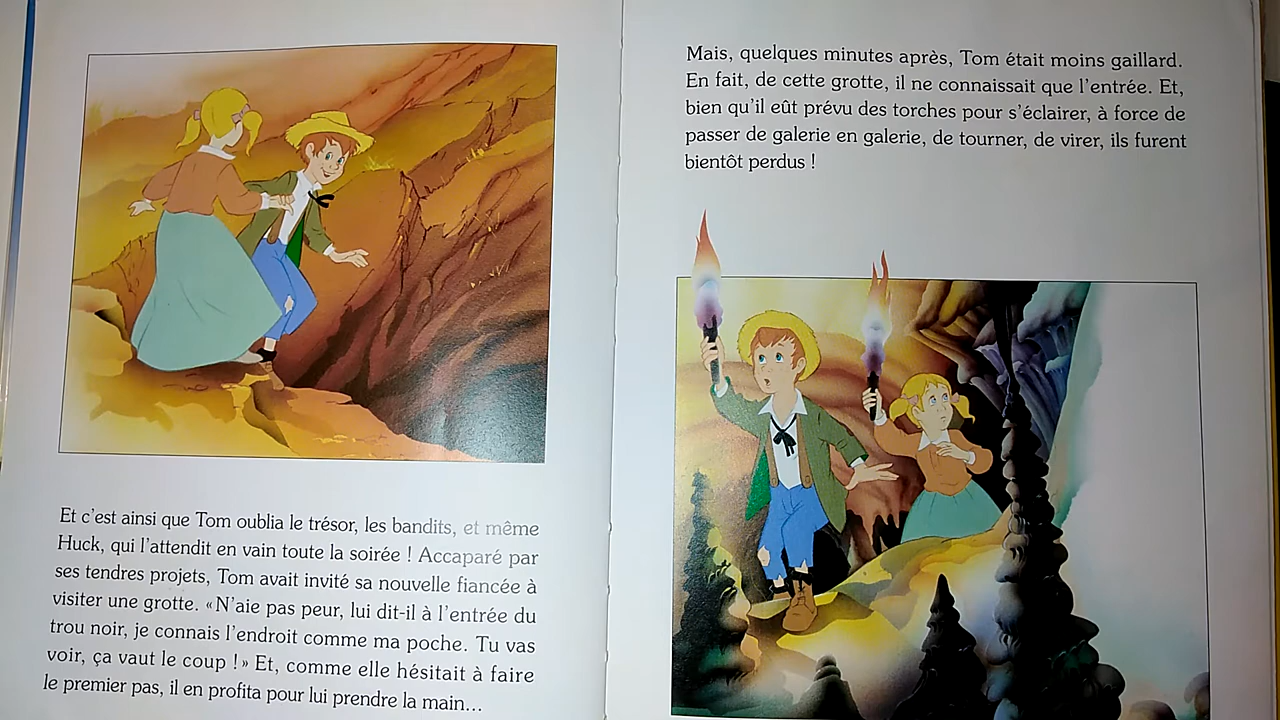 Et c'est ainsi que Tom oublia le trésor, les bandits, et même
Huck, qui l'attendit en vain toute la soirée ! Accaparé par
ses tendres projets, Tom avait invité sa nouvelle fiancée à
visiter une grotte. «N'aie pas peur, lui dit-il à l'entrée du
trou noir, je connais l'endroit comme ma poche. Tu vas
voir, ça vaut le coup !» Et, comme elle hésitait à faire
le premier pas, il en profita pour lui prendre la main...
Mais, quelques minutes après, Tom était moins gaillard.
En fait, de cette grotte, il ne connaissait que l'entrée. Et,
bien qu'il eût prévu des torches pour s'éclairer, à force de
passer de galerie en galerie, de tourner, de virer, ils furent
bientôt perdus !